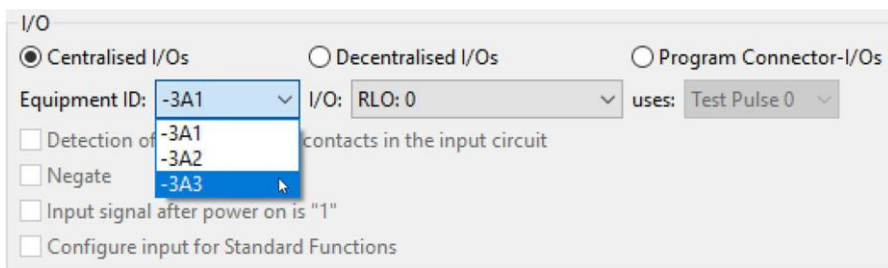 I/O
Centralised I/Os Decentralised I/Os Program Connector-I/Os
Equipment ID: -3A1 I/O: RLO: 0 uses: Test Pulse 0
-3A1
Detection of contacts in the input circuit
-3A2
Negate
-3A3
Input signal after power on is "1"
Configure input for Standard Functions